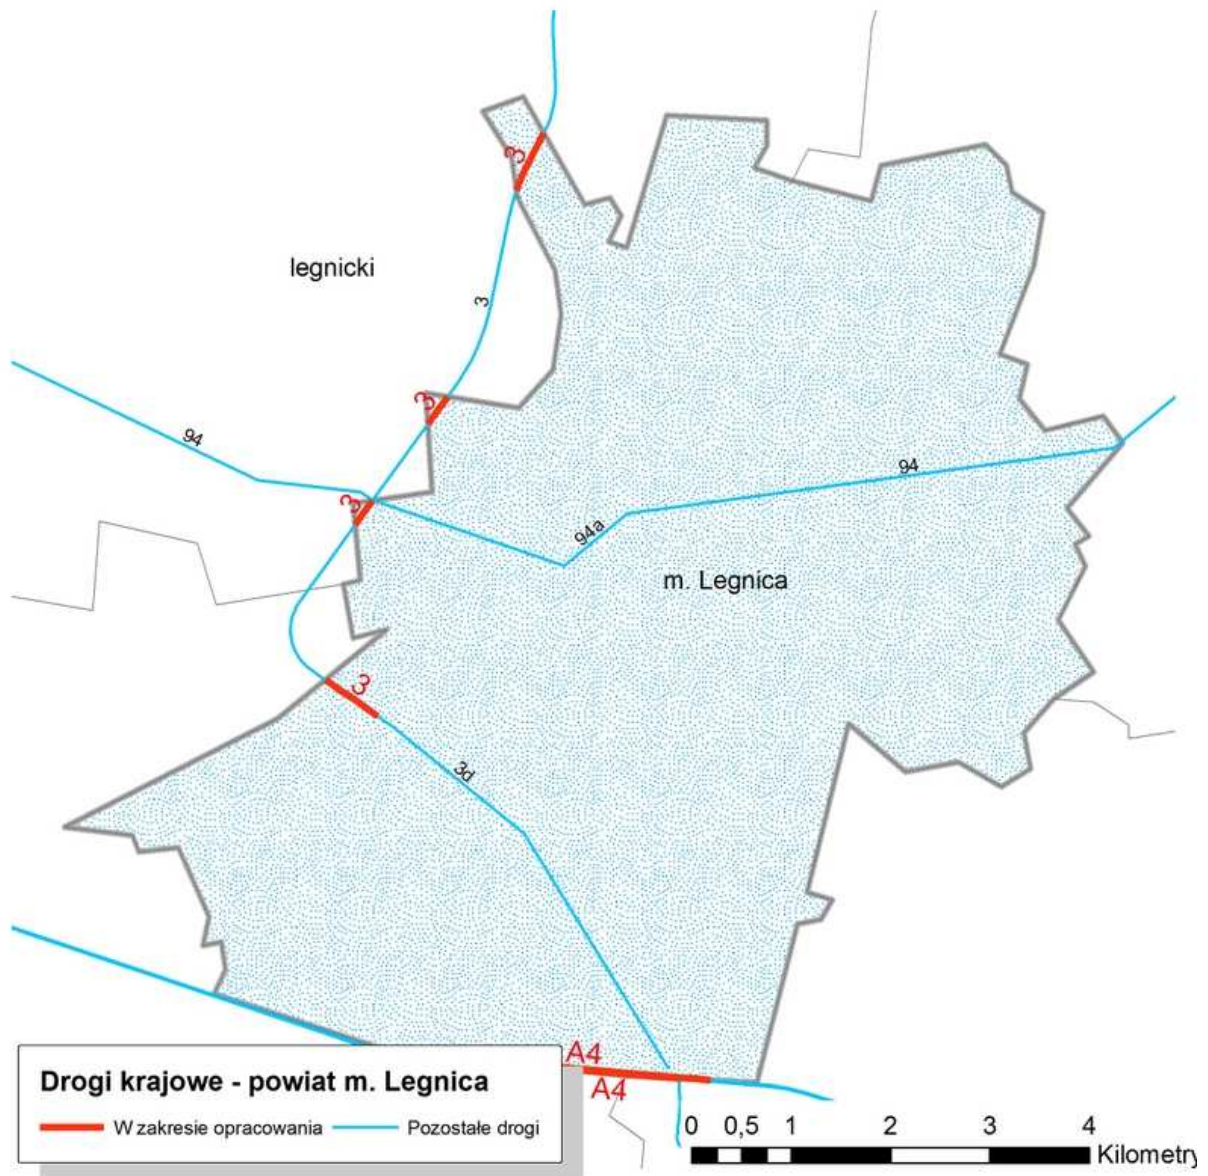 3
legnicki
3
3
94
94
3
94a
m. Legnica
3
3d
A4
Drogi krajowe - powiat m. Legnica
A4
W zakresie opracowania
Pozostałe drogi
0 0,5 1 2 3 4
Kilometry